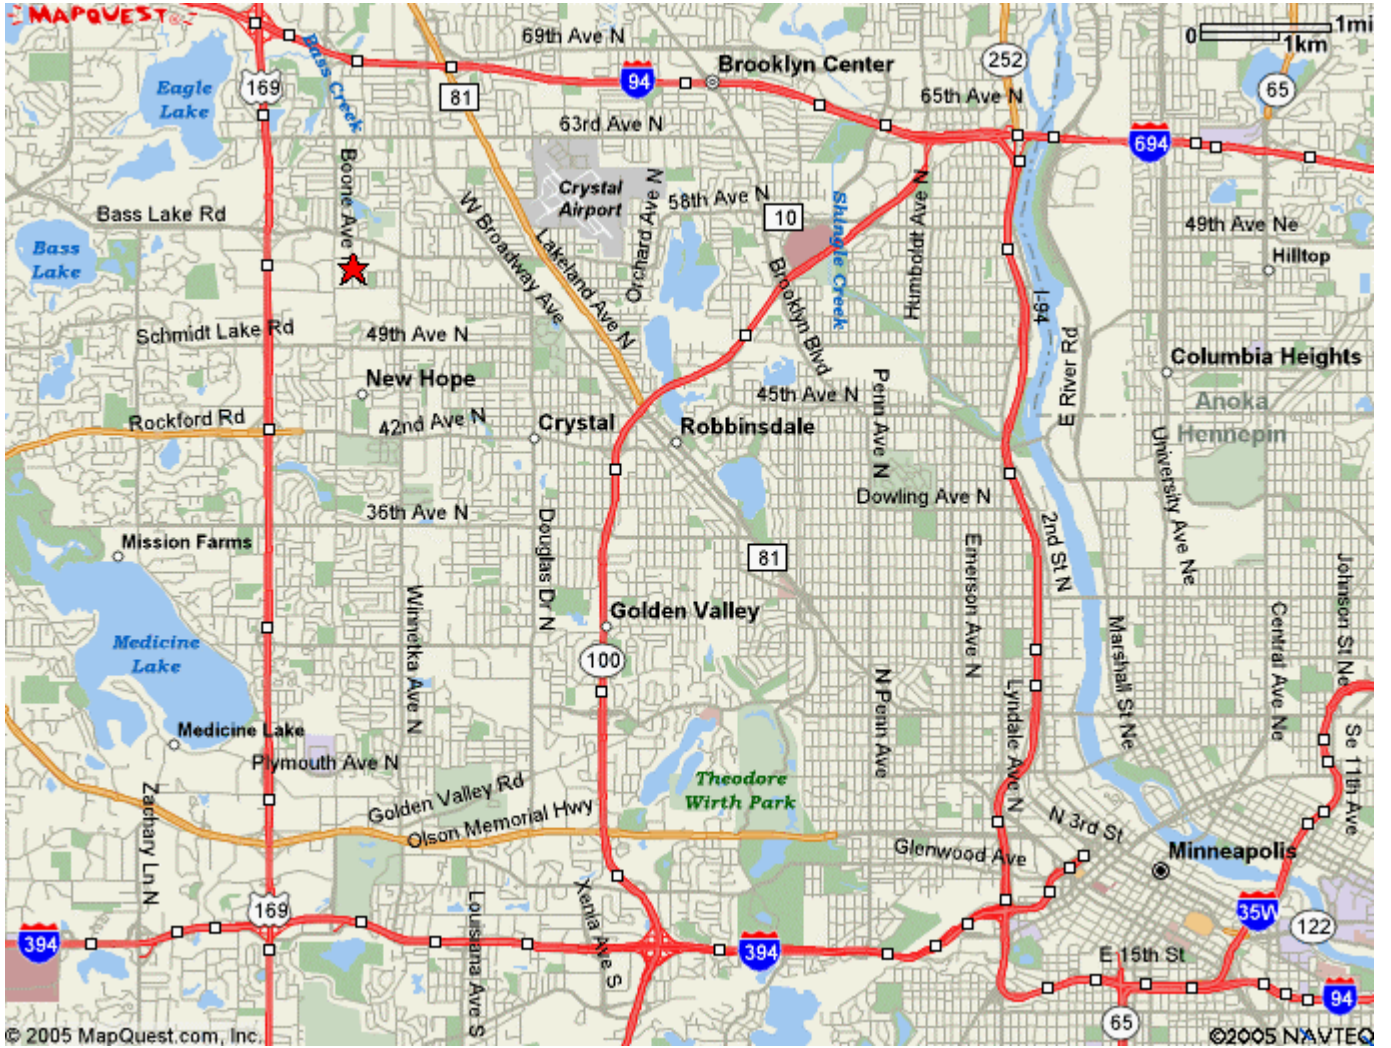 MAPQUEST
1mi
0
1km
69th Ave N
252
65
Eagle
Lake
169
Bass Creek
81
94
Brooklyn Center
65th Ave N
63rd Ave N
694
Boone Ave N
Crystal
Airport
Orchard Ave N
58th Ave N
10
Shingle Creek
Humboldt Ave N
Bass Lake Rd
49th Ave Ne
Bass
Lake
W Broadway Ave
Lakeland Ave N
Hilltop
Brooklyn Blvd
I-94
E River Rd
Schmidt Lake Rd
49th Ave N
Columbia Heights
New Hope
45th Ave N
Penn Ave N
Anoka
Hennepin
Rockford Rd
42nd Ave N
Crystal
Robbinsdale
University Ave Ne
Dowling Ave N
36th Ave N
Douglas Dr N
2nd St N
Mission Farms
81
Emerson Ave N
Johnson St Ne
Winnetka Ave N
Golden Valley
Marshall St Ne
Central Ave Ne
Medicine
Lake
100
N Penn Ave
Lyndale Ave N
Medicine Lake
Plymouth Ave N
Se 11th Ave
Theodore
Wirth Park
Zachary Ln N
Golden Valley Rd
Olson Memorial Hwy
N 3rd St
Glenwood Ave
Minneapolis
169
Louisiana Ave S
Xenia Ave S
35W
122
394
394
E 15th St
94
65
© 2005 MapQuest.com, Inc.
©2005 NAVTEQ